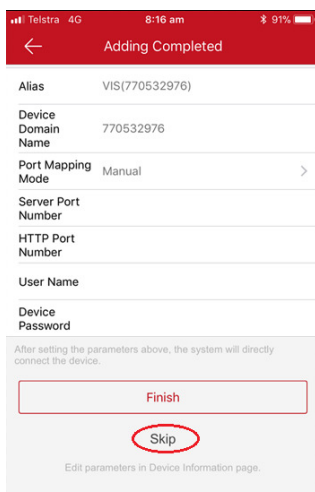 Telstra 4G 8:16 am 91%
Adding Completed
Alias VIS(770532976)
Device
Domain 770532976
Name
Port Mapping Manual
Mode
Server Port
Number
HTTP Port
Number
User Name
Device
Password
After setting the parameters above, the system will directly
connect the device.
Finish
Skip
Edit parameters in Device Information page.